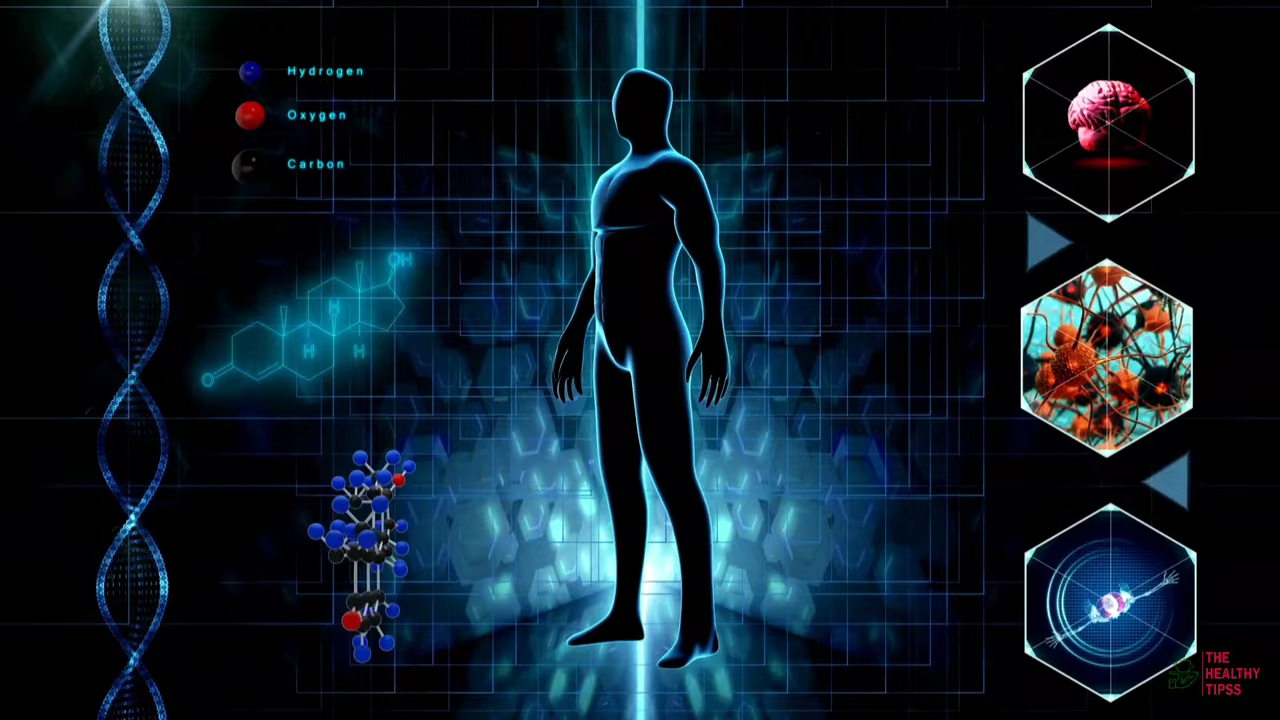 Hydrogen
Oxygen
Carbon
OH
H
H
H
O
THE
HEALTHY
TIPSS